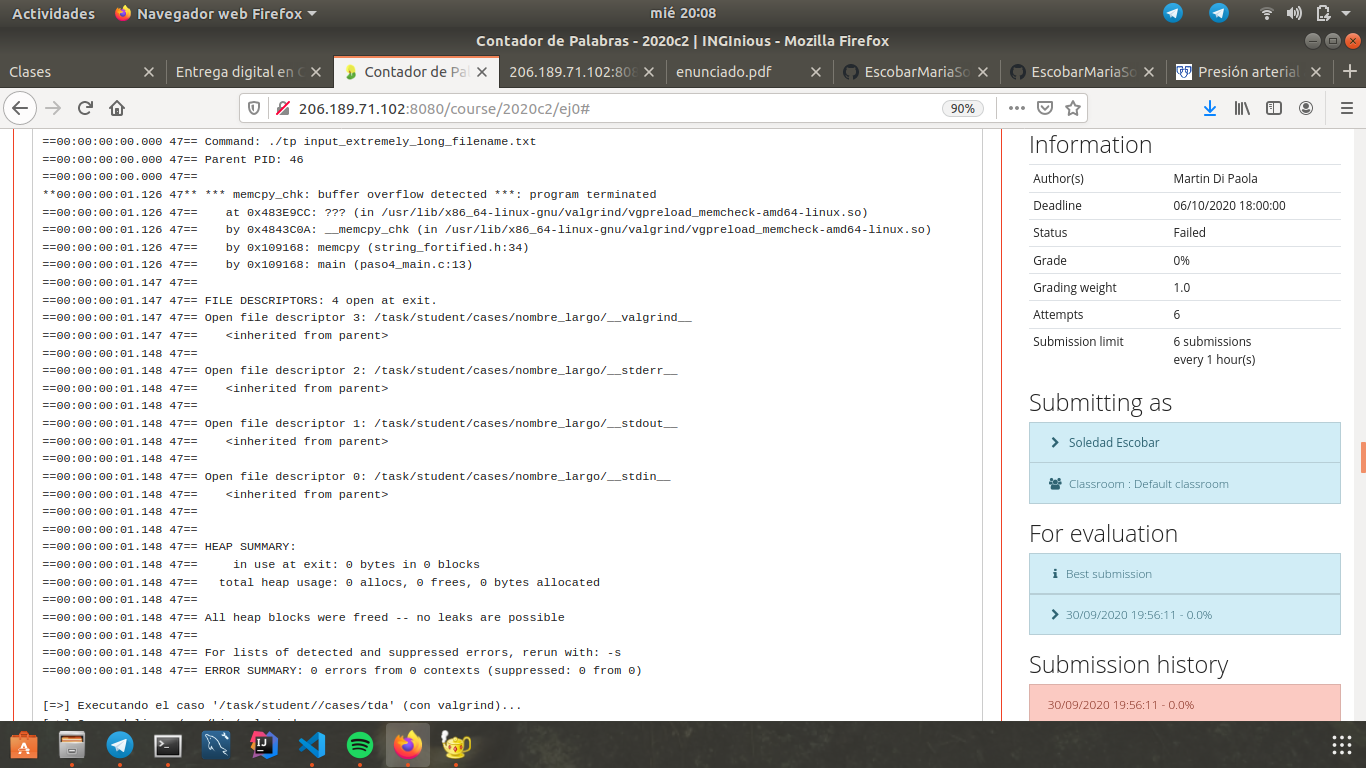 Actividades
Navegador web Firefox
mié 20:08
Contador de Palabras - 2020c2 | INGInious - Mozilla Firefox
Clases
Entrega digital en
Contador de Pal
206.189.71.102:808
enunciado.pdf
EscobarMariaSo
EscobarMariaSo
Presión arterial
206.189.71.102:8080/course/2020c2/ej0#
90%
==00:00:00:00.000 47== Command: ./tp input_extremely_long_filename.txt
==00:00:00:00.000 47== Parent PID: 46
==00:00:00:00.000 47==
**00:00:00:01.126 47** *** memcpy_chk: buffer overflow detected ***: program terminated
==00:00:00:01.126 47==    at 0x483E9CC: ??? (in /usr/lib/x86_64-linux-gnu/valgrind/vgpreload_memcheck-amd64-linux.so)
==00:00:00:01.126 47==    by 0x4843C0A: __memcpy_chk (in /usr/lib/x86_64-linux-gnu/valgrind/vgpreload_memcheck-amd64-linux.so)
==00:00:00:01.126 47==    by 0x109168: memcpy (string_fortified.h:34)
==00:00:00:01.126 47==    by 0x109168: main (paso4_main.c:13)
==00:00:00:01.147 47==
==00:00:00:01.147 47== FILE DESCRIPTORS: 4 open at exit.
==00:00:00:01.147 47== Open file descriptor 3: /task/student/cases/nombre_largo/__valgrind__
==00:00:00:01.147 47==    <inherited from parent>
==00:00:00:01.148 47==
==00:00:00:01.148 47== Open file descriptor 2: /task/student/cases/nombre_largo/__stderr__
==00:00:00:01.148 47==    <inherited from parent>
==00:00:00:01.148 47==
==00:00:00:01.148 47== Open file descriptor 1: /task/student/cases/nombre_largo/__stdout__
==00:00:00:01.148 47==    <inherited from parent>
==00:00:00:01.148 47==
==00:00:00:01.148 47== Open file descriptor 0: /task/student/cases/nombre_largo/__stdin__
==00:00:00:01.148 47==    <inherited from parent>
==00:00:00:01.148 47==
==00:00:00:01.148 47==
==00:00:00:01.148 47== HEAP SUMMARY:
==00:00:00:01.148 47==     in use at exit: 0 bytes in 0 blocks
==00:00:00:01.148 47==   total heap usage: 0 allocs, 0 frees, 0 bytes allocated
==00:00:00:01.148 47==
==00:00:00:01.148 47== All heap blocks were freed -- no leaks are possible
==00:00:00:01.148 47==
==00:00:00:01.148 47== For lists of detected and suppressed errors, rerun with: -s
==00:00:00:01.148 47== ERROR SUMMARY: 0 errors from 0 contexts (suppressed: 0 from 0)
[=>] Executando el caso '/task/student//cases/tda' (con valgrind)...
Information
Author(s) Martin Di Paola
Deadline 06/10/2020 18:00:00
Status Failed
Grade 0%
Grading weight 1.0
Attempts 6
Submission limit 6 submissions
every 1 hour(s)
Submitting as
Soledad Escobar
Classroom : Default classroom
For evaluation
Best submission
30/09/2020 19:56:11 - 0.0%
Submission history
30/09/2020 19:56:11 - 0.0%